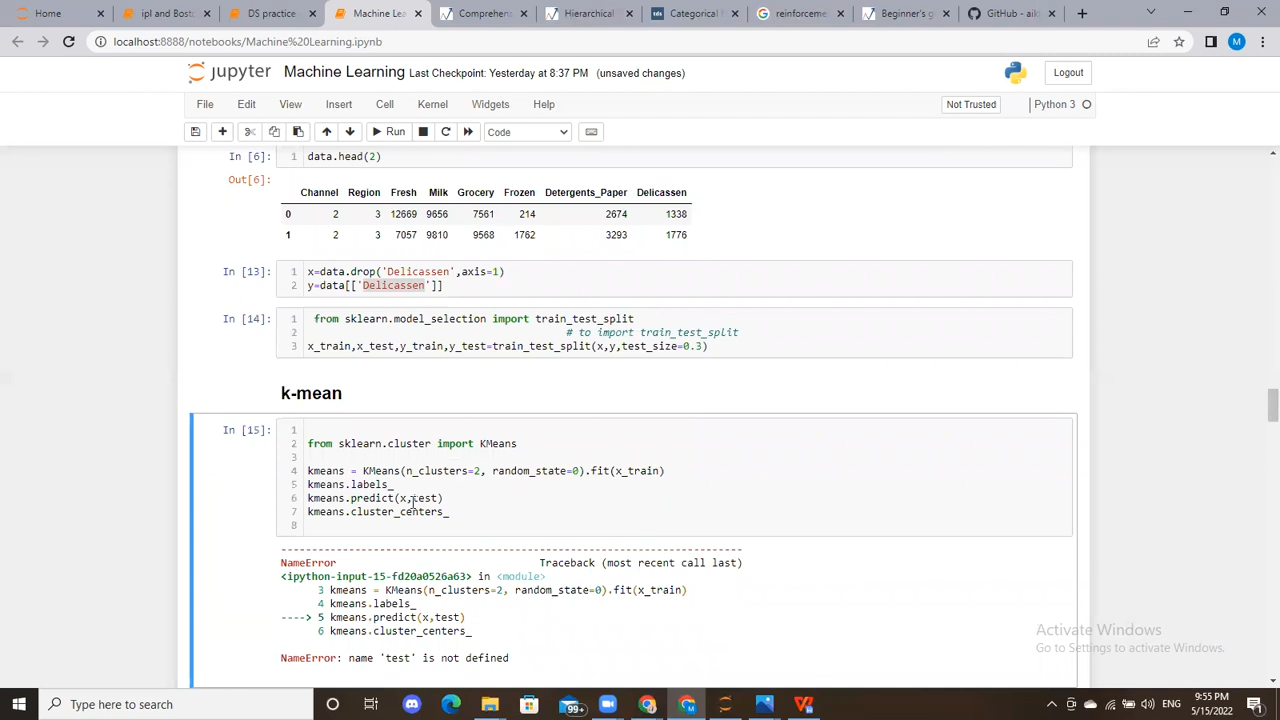 Home
ipl and Bosto
DS practice
Machine Lea
Comprehens
Hierarchical
Categorical
reinforceme
Beginner's gu
GitHub - aik
localhost:8888/notebooks/Machine%20Learning.ipynb
M
jupyter Machine Learning Last Checkpoint: Yesterday at 8:37 PM (unsaved changes)
Logout
File Edit View Insert Cell Kernel Widgets Help
Not Trusted
Python 3
Run
Code
In [6]: 1 data.head(2)
Out[6]:
Channel Region Fresh Milk Grocery Frozen Detergents_Paper Delicassen
0 2 3 12669 9656 7561 214 2674 1338
1 2 3 7057 9810 9568 1762 3293 1776
In [13]: 1 x=data.drop('Delicassen',axis=1)
2 y=data[['Delicassen']]
In [14]: 1 from sklearn.model_selection import train_test_split
2 # to import train_test_split
3 x_train,x_test,y_train,y_test=train_test_split(x,y,test_size=0.3)
k-mean
In [15]: 1
2 from sklearn.cluster import KMeans
3
4 kmeans = KMeans(n_clusters=2, random_state=0).fit(x_train)
5 kmeans.labels_
6 kmeans.predict(x,test)
7 kmeans.cluster_centers_
8
---------------------------------------------------------------------------
NameError Traceback (most recent call last)
<ipython-input-15-fd20a0526a63> in <module>
3 kmeans = KMeans(n_clusters=2, random_state=0).fit(x_train)
4 kmeans.labels_
----> 5 kmeans.predict(x,test)
6 kmeans.cluster_centers_
NameError: name 'test' is not defined
Activate Windows
Go to Settings to activate Windows.
Type here to search
99+
ENG
9:55 PM
5/15/2022